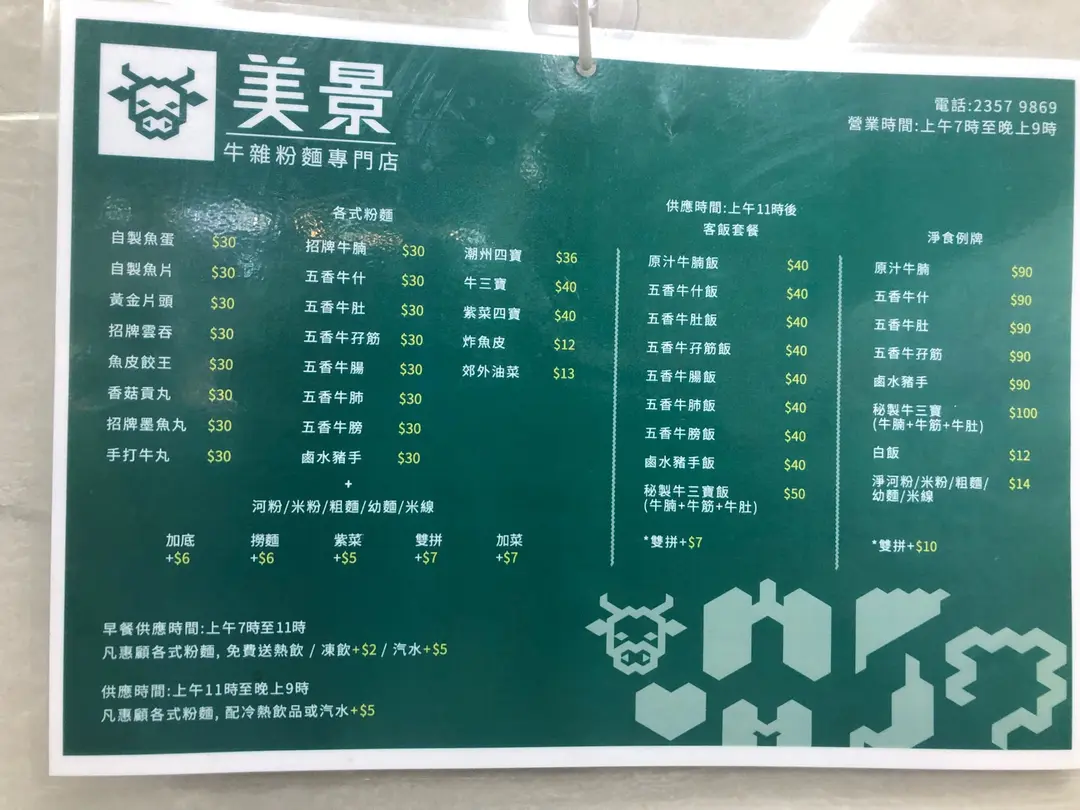 美景
牛雜粉麵專門店
電話:2357 9869
營業時間:上午7時至晚上9時
各式粉麵
自製魚蛋 $30
自製魚片 $30
黃金片頭 $30
招牌雲吞 $30
魚皮餃王 $30
香菇貢丸 $30
招牌墨魚丸 $30
手打牛丸 $30
招牌牛腩 $30
五香牛什 $30
五香牛肚 $30
五香牛孖筋 $30
五香牛腸 $30
五香牛肺 $30
五香牛膀 $30
鹵水豬手 $30
潮州四寶 $36
牛三寶 $40
紫菜四寶 $40
炸魚皮 $12
郊外油菜 $13
+
河粉/米粉/粗麵/幼麵/米線
加底 撈麵 紫菜 雙拼 加菜
+$6 +$6 +$5 +$7 +$7
早餐供應時間:上午7時至11時
凡惠顧各式粉麵, 免費送熱飲 / 凍飲+$2 / 汽水+$5
供應時間:上午11時至晚上9時
凡惠顧各式粉麵, 配冷熱飲品或汽水+$5
供應時間:上午11時後
客飯套餐
原汁牛腩飯 $40
五香牛什飯 $40
五香牛肚飯 $40
五香牛孖筋飯 $40
五香牛腸飯 $40
五香牛肺飯 $40
五香牛膀飯 $40
鹵水豬手飯 $40
秘製牛三寶飯 $50
(牛腩+牛筋+牛肚)
*雙拼+$7
淨食例牌
原汁牛腩 $90
五香牛什 $90
五香牛肚 $90
五香牛孖筋 $90
鹵水豬手 $90
秘製牛三寶 $100
(牛腩+牛筋+牛肚)
白飯 $12
淨河粉/米粉/粗麵/ $14
幼麵/米線
*雙拼+$10